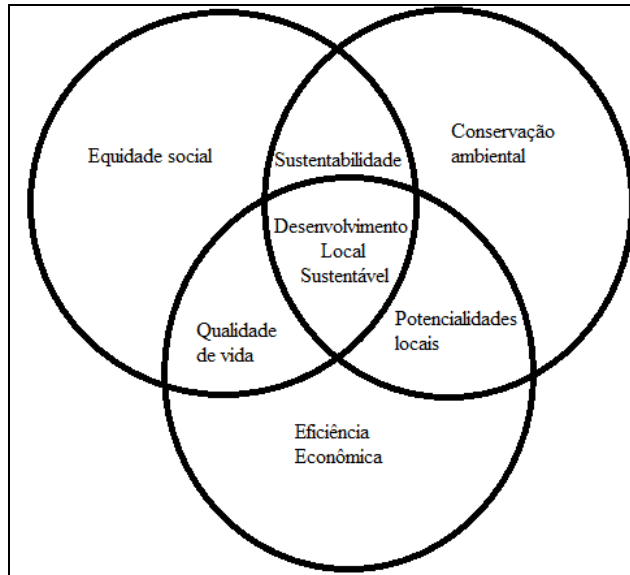 Equidade social
Conservação
ambiental
Sustentabilidade
Desenvolvimento
Local
Sustentável
Qualidade
de vida
Potencialidades
locais
Eficiência
Econômica